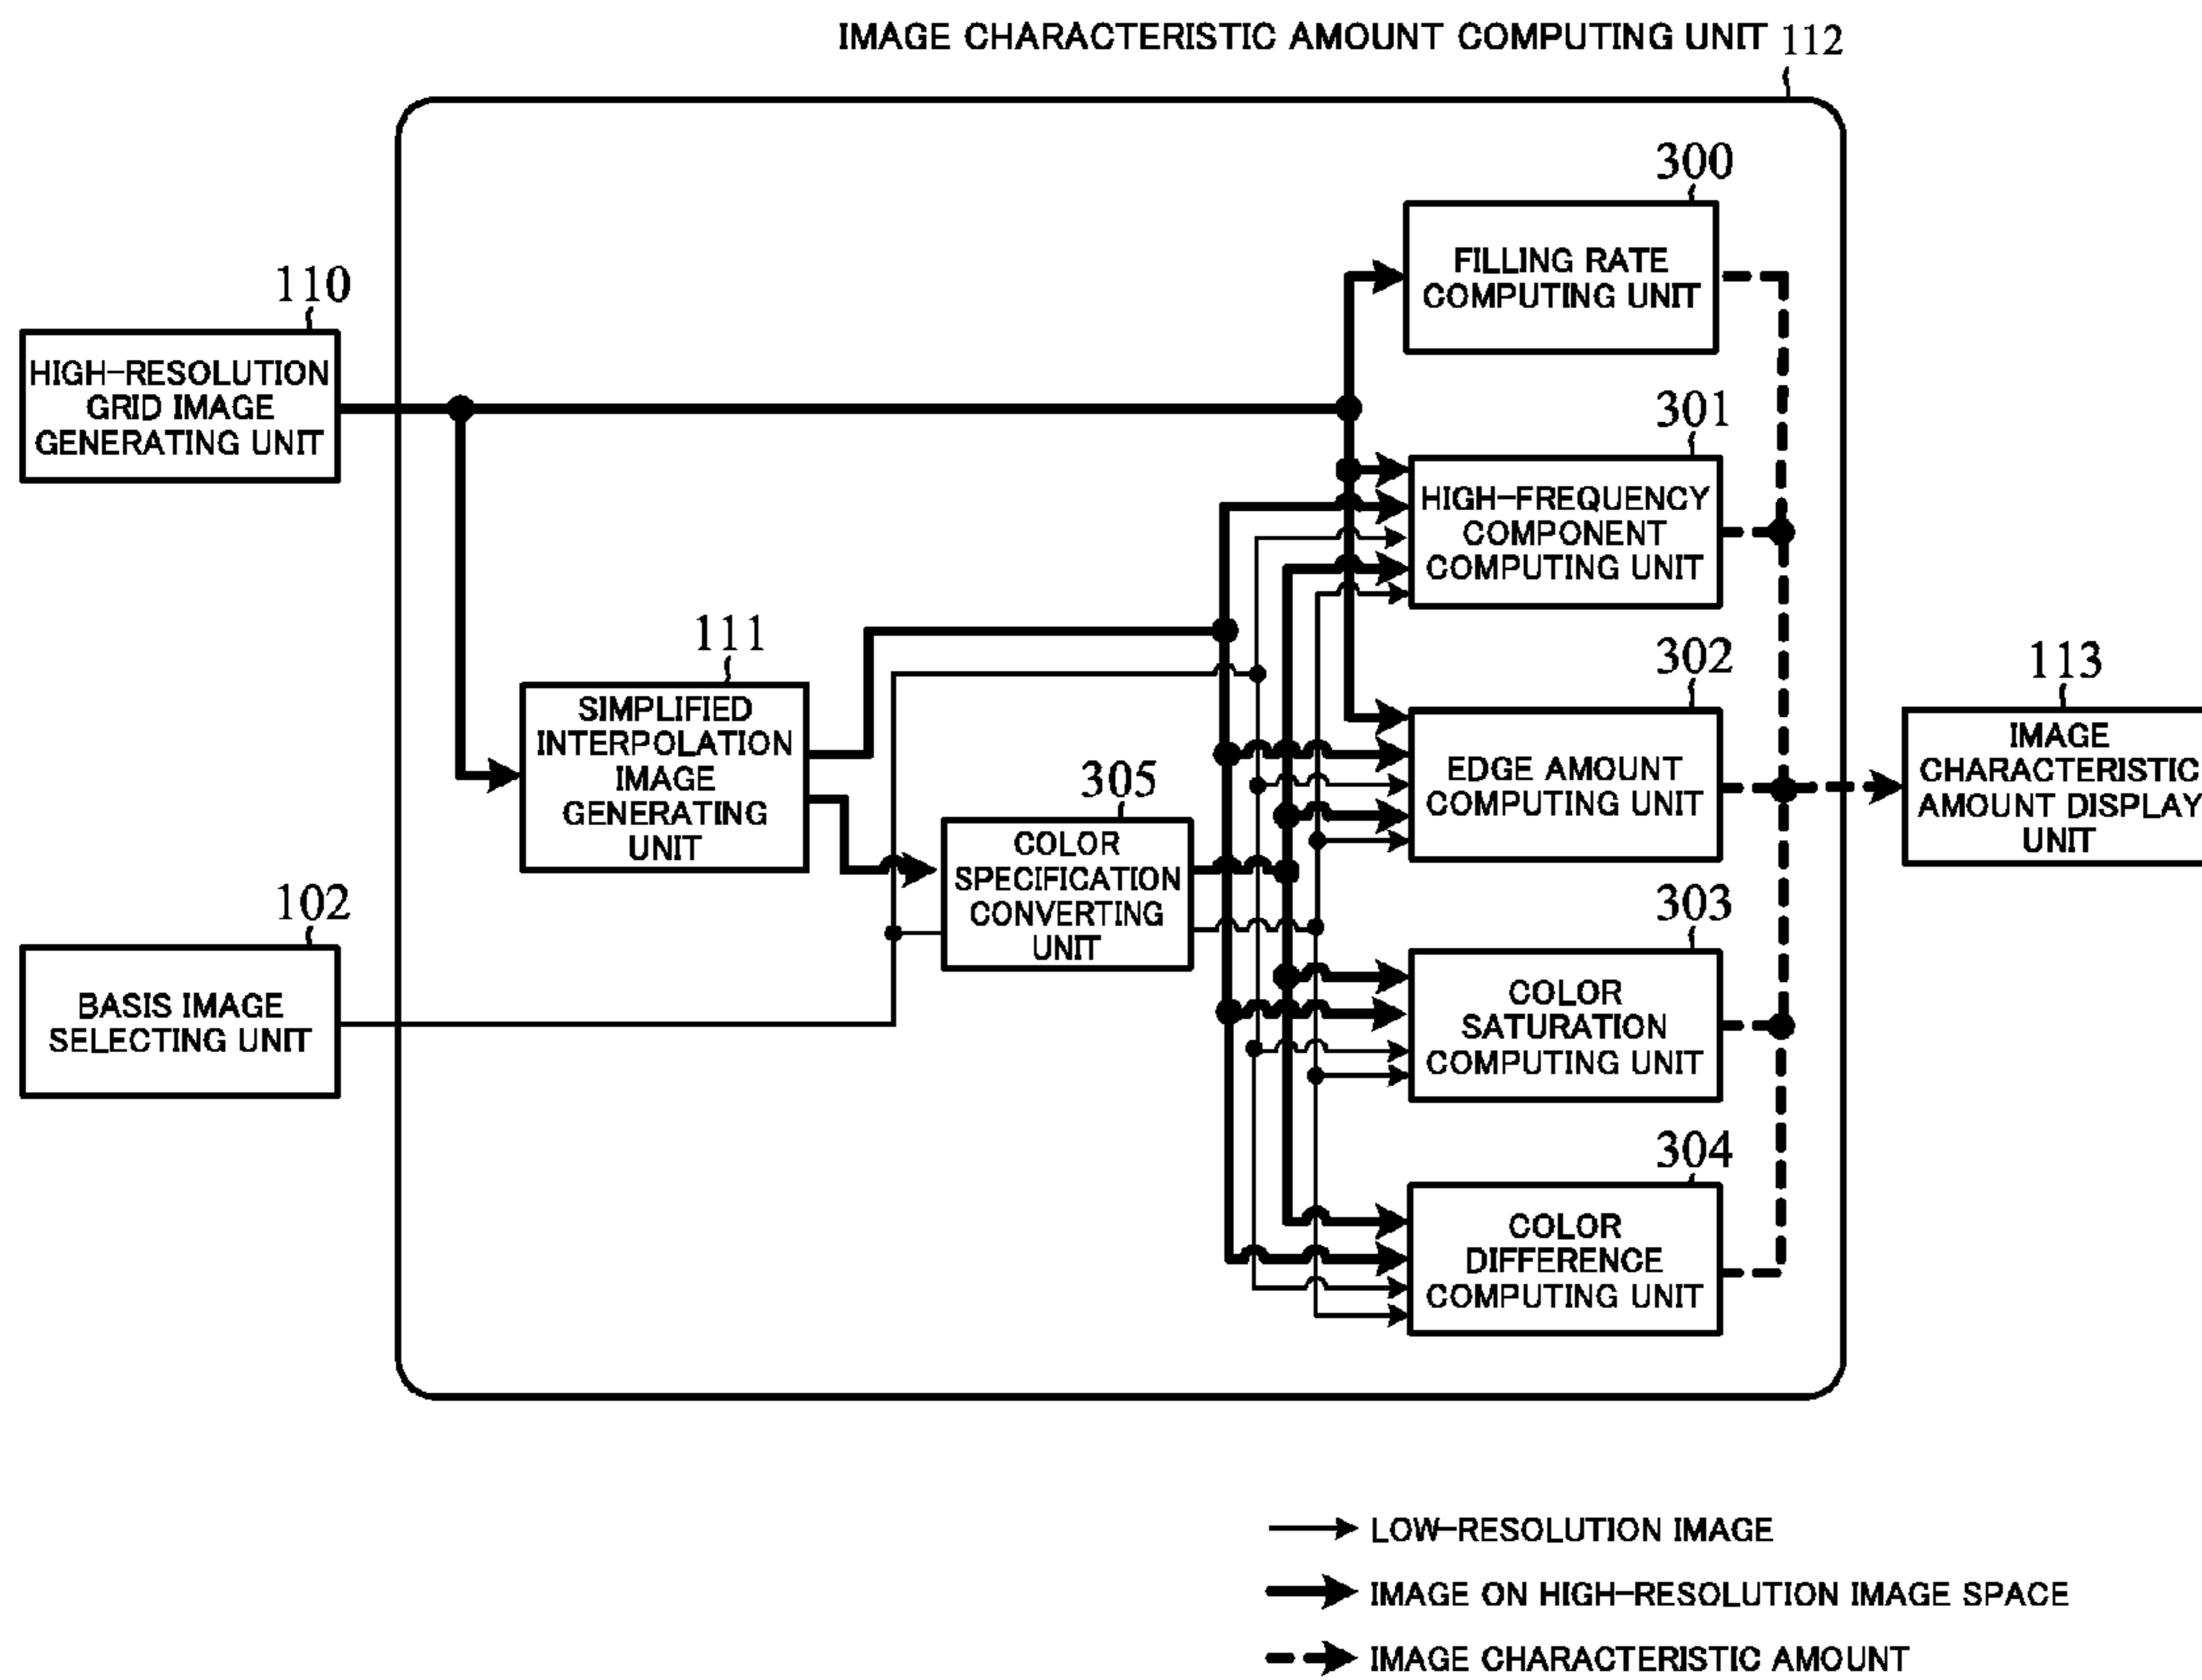 IMAGE CHARACTERISTIC AMOUNT COMPUTING UNIT 112
300
FILLING RATE
COMPUTING UNIT
110
HIGH-RESOLUTION
GRID IMAGE
GENERATING UNIT
301
HIGH-FREQUENCY
COMPONENT
COMPUTING UNIT
111
SIMPLIFIED
INTERPOLATION
IMAGE
GENERATING
UNIT
302
EDGE AMOUNT
COMPUTING UNIT
113
IMAGE
CHARACTERISTIC
AMOUNT DISPLAY
UNIT
305
COLOR
SPECIFICATION
CONVERTING
UNIT
102
BASIS IMAGE
SELECTING UNIT
303
COLOR
SATURATION
COMPUTING UNIT
304
COLOR
DIFFERENCE
COMPUTING UNIT
LOW-RESOLUTION IMAGE
IMAGE ON HIGH-RESOLUTION IMAGE SPACE
IMAGE CHARACTERISTIC AMOUNT